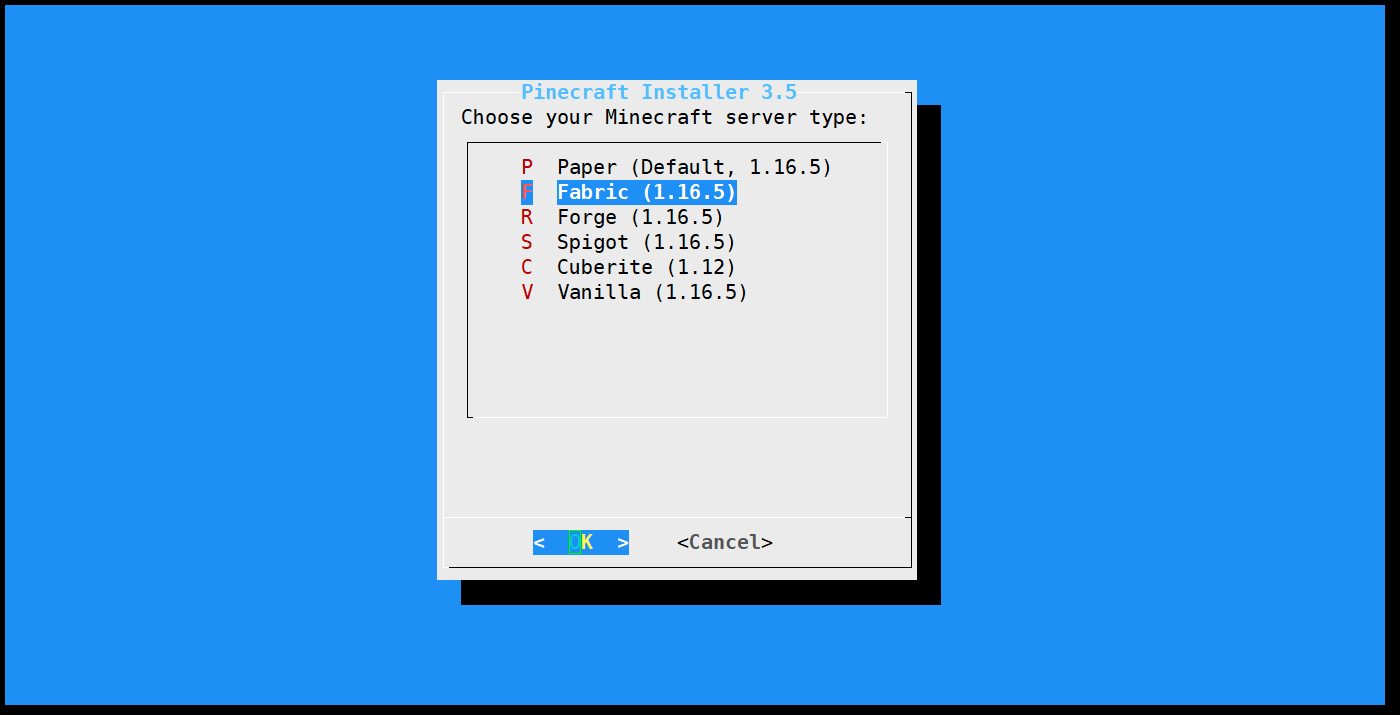 Pinecraft Installer 3.5
Choose your Minecraft server type:
P  Paper (Default, 1.16.5)
F  Fabric (1.16.5)
R  Forge (1.16.5)
S  Spigot (1.16.5)
C  Cuberite (1.12)
V  Vanilla (1.16.5)
<  OK  >    <Cancel>